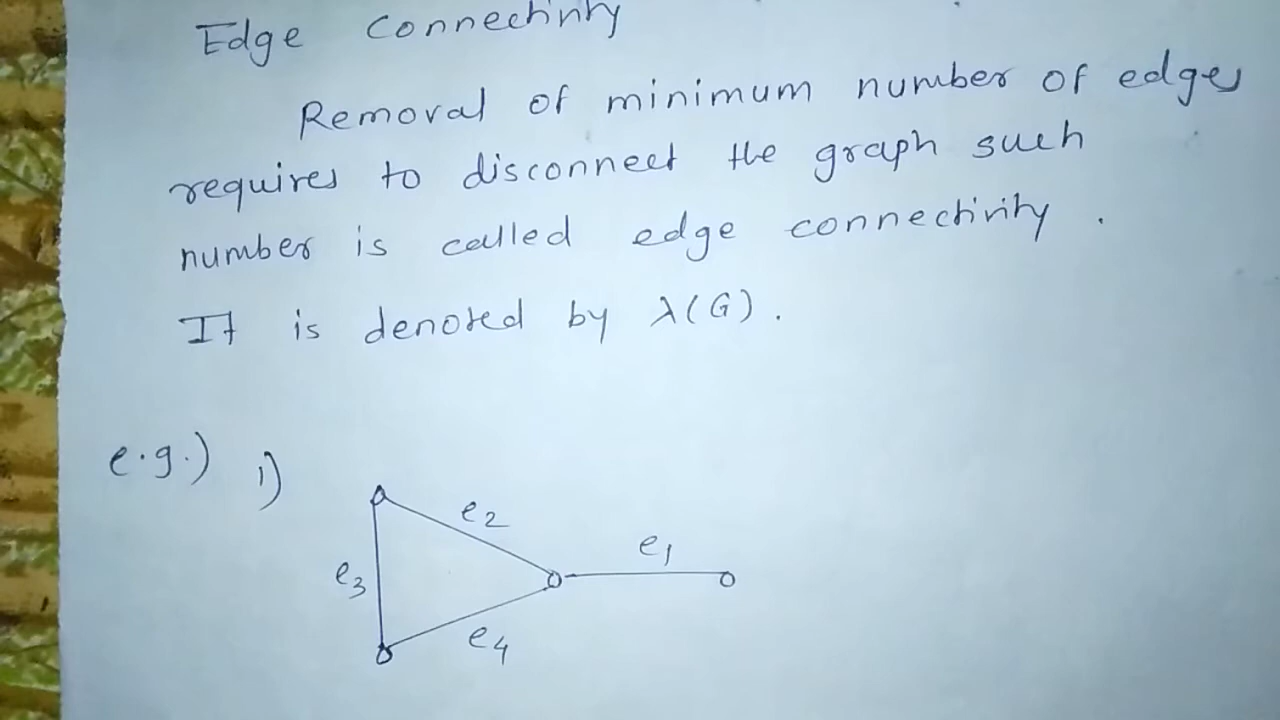 Edge Connectivity
Removal of minimum number of edges
requires to disconnect the graph such
number is called edge connectivity .
It is denoted by λ(G) .
e.g.) 1)
e2
e1
e3
e4